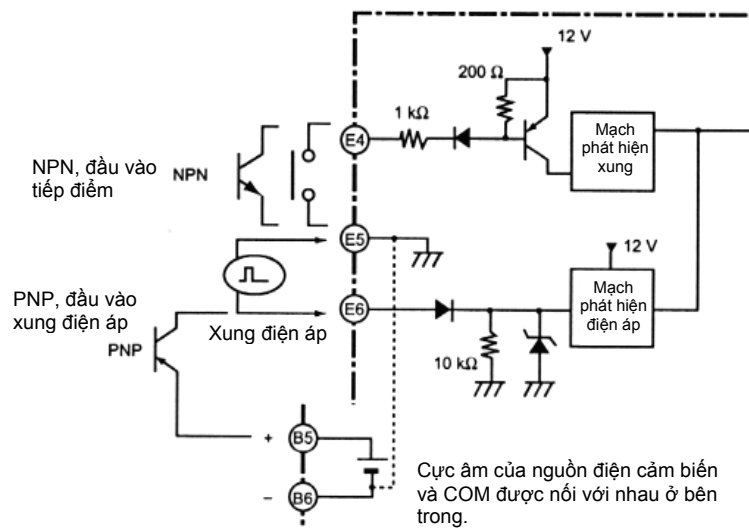 12 V
200 Ω
1 kΩ
E4
Mạch
phát hiện
xung
NPN, đầu vào
tiếp điểm
NPN
E5
12 V
PNP, đầu vào
xung điện áp
Xung điện áp
E6
Mạch
phát hiện
điện áp
PNP
10 kΩ
+
B5
–
B6
Cực âm của nguồn điện cảm biến
và COM được nối với nhau ở bên
trong.